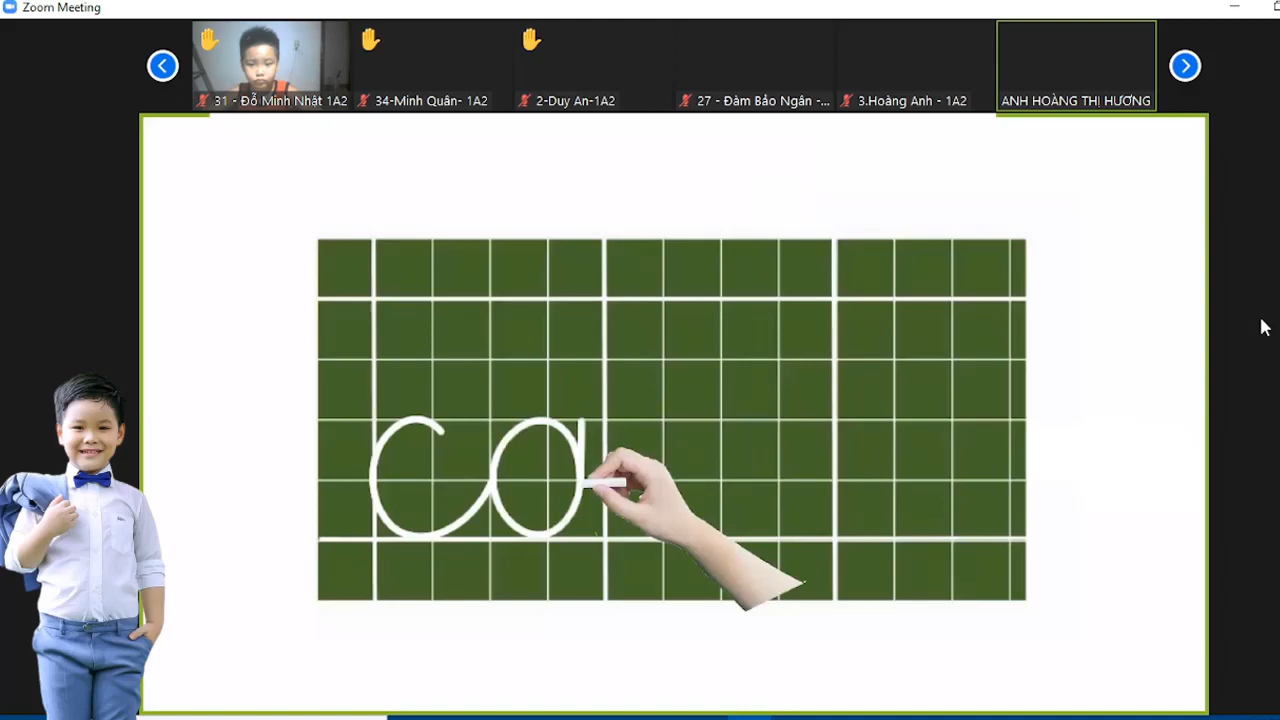 Zoom Meeting
31 - Đỗ Minh Nhật 1A2
34-Minh Quân- 1A2
2-Duy An-1A2
27 - Đàm Bảo Ngân -...
3.Hoàng Anh - 1A2
ANH HOÀNG THỊ HƯƠNG
ca